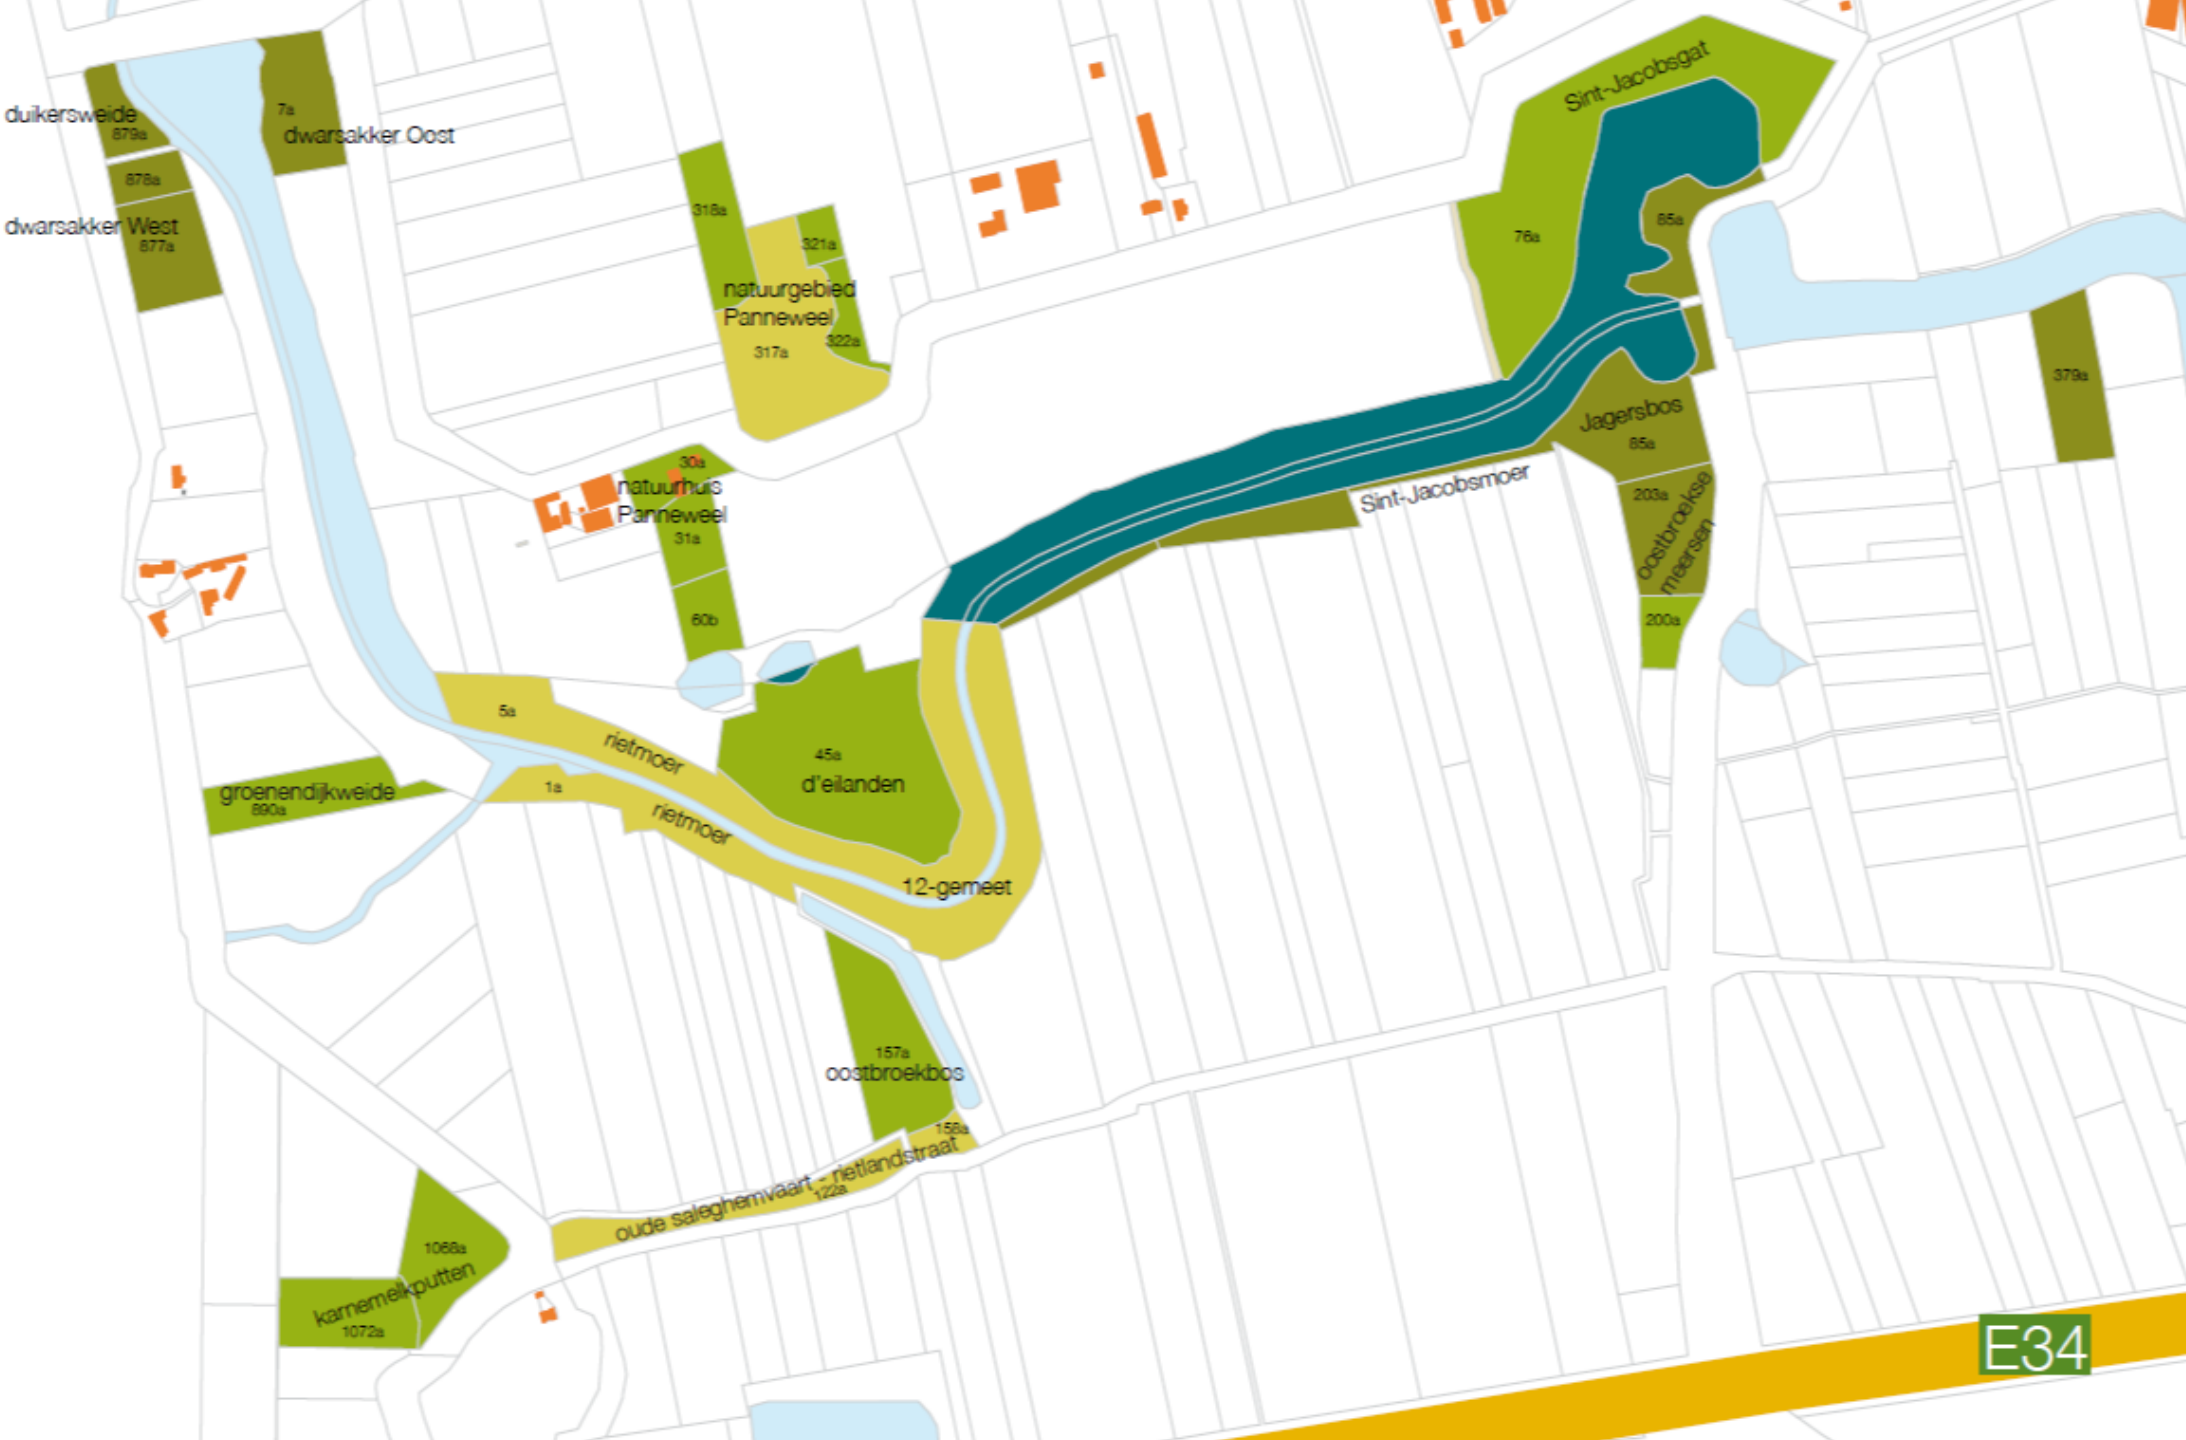 Sint-Jacobsgat
duikersweide
879a
7a
dwarsakker Oost
878a
dwarsakker West
877a
318a
321a
natuurgebied
Panneweel
322a
317a
76a
85a
379a
Jagersbos
85a
30a
natuurhuis
Panneweel
31a
60b
Sint-Jacobsmoer
203a
oostbroekse
meersen
200a
5a
rietmoer
45a
d'eilanden
1a
rietmoer
groenendijkweide
890a
12-gemeet
157a
oostbroekbos
158a
oude saleghemvaart - rietlandstraat
122a
1068a
karnemelkputten
1072a
E34